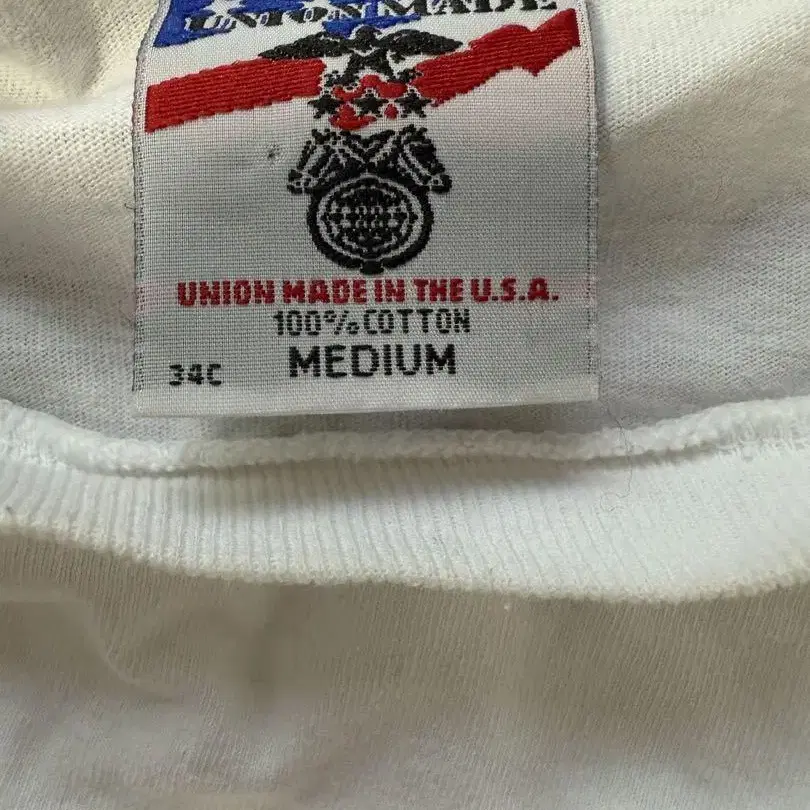 UNION MADE
UNION MADE IN THE U.S.A.
100% COTTON
MEDIUM
34C